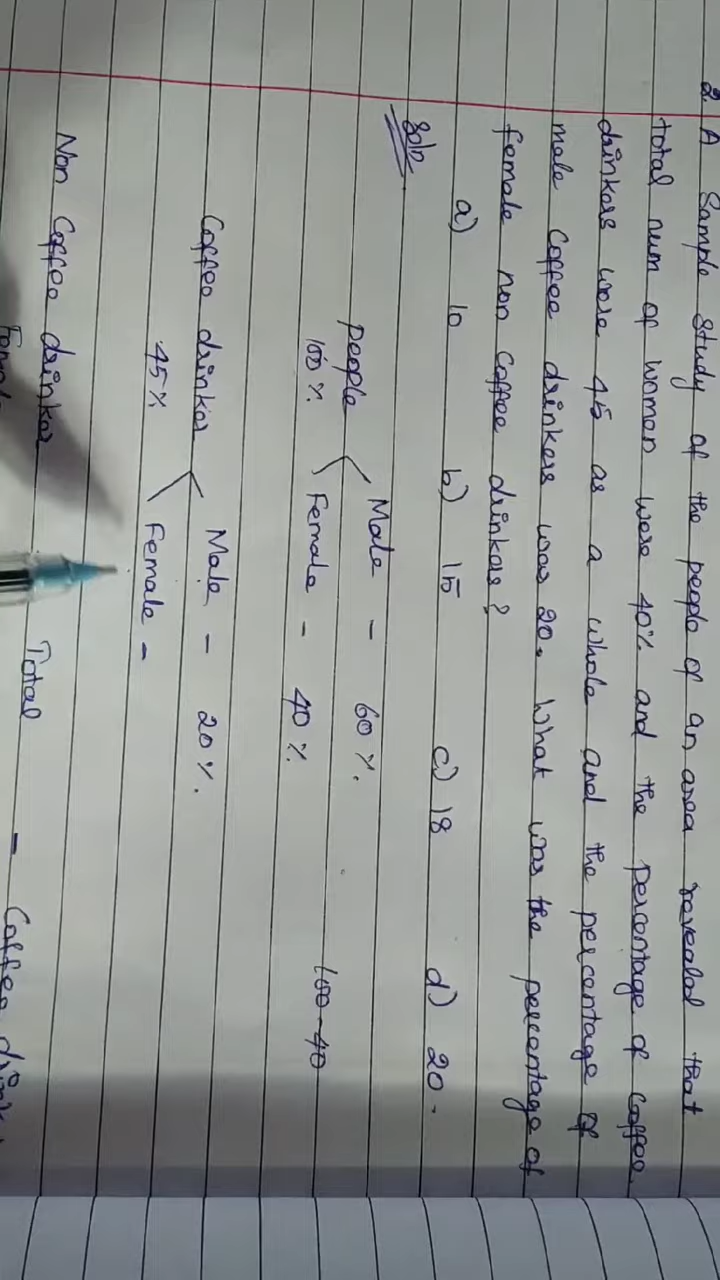 2. A Sample Study of the people of an area revealed that
total num of women were 40% and the percentage of coffee
drinkers were 45 as a whole and the percentage of
male coffee drinkers was 20. What was the percentage of
female non coffee drinkers?
a) 10 b) 15 c) 18 d) 20.
Soln
people < Male - 60%.
100% Female - 40% 100-40
Coffee drinker < Male - 20%.
45% Female -
Non Coffee drinker Total - Coffee drink
Female